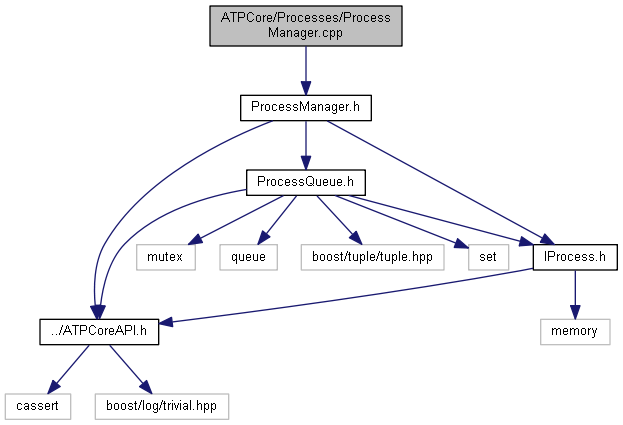 ATPCore/Processes/Process
Manager.cpp
ProcessManager.h
ProcessQueue.h
mutex
queue
boost/tuple/tuple.hpp
set
IProcess.h
../ATPCoreAPI.h
memory
cassert
boost/log/trivial.hpp